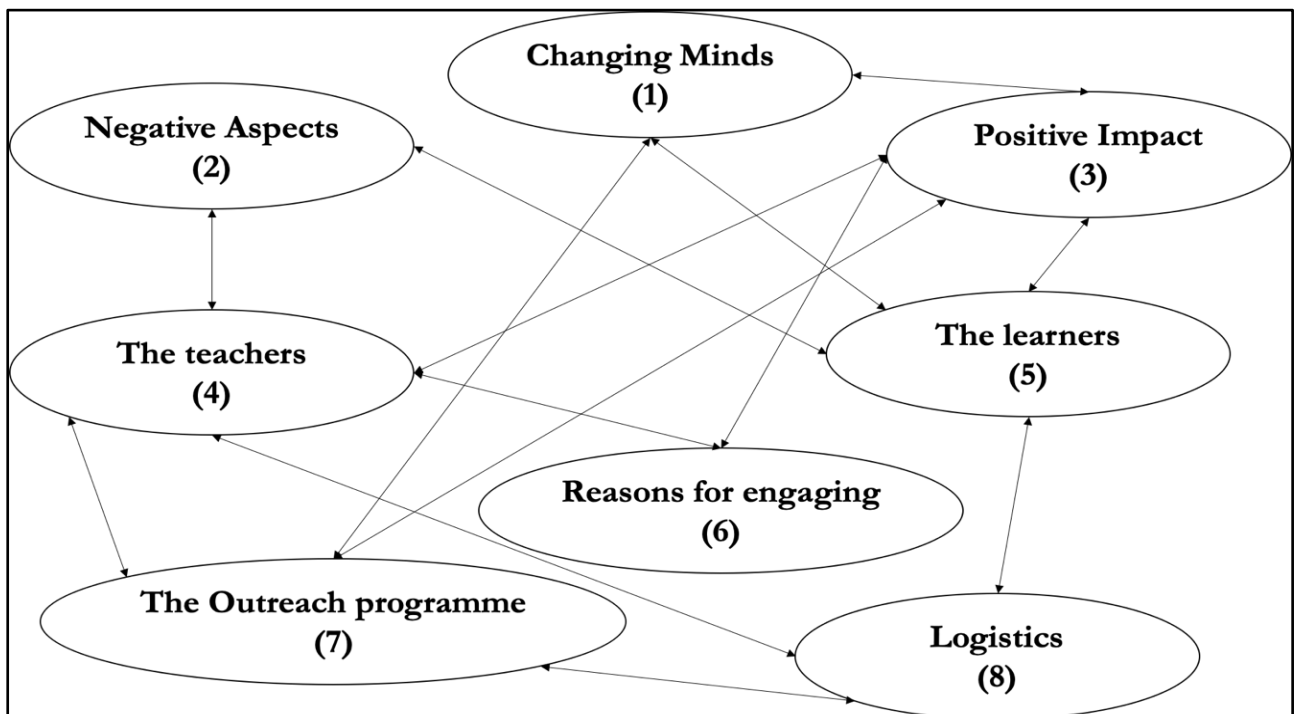 Changing Minds
(1)
Negative Aspects
(2)
Positive Impact
(3)
The teachers
(4)
The learners
(5)
Reasons for engaging
(6)
The Outreach programme
(7)
Logistics
(8)